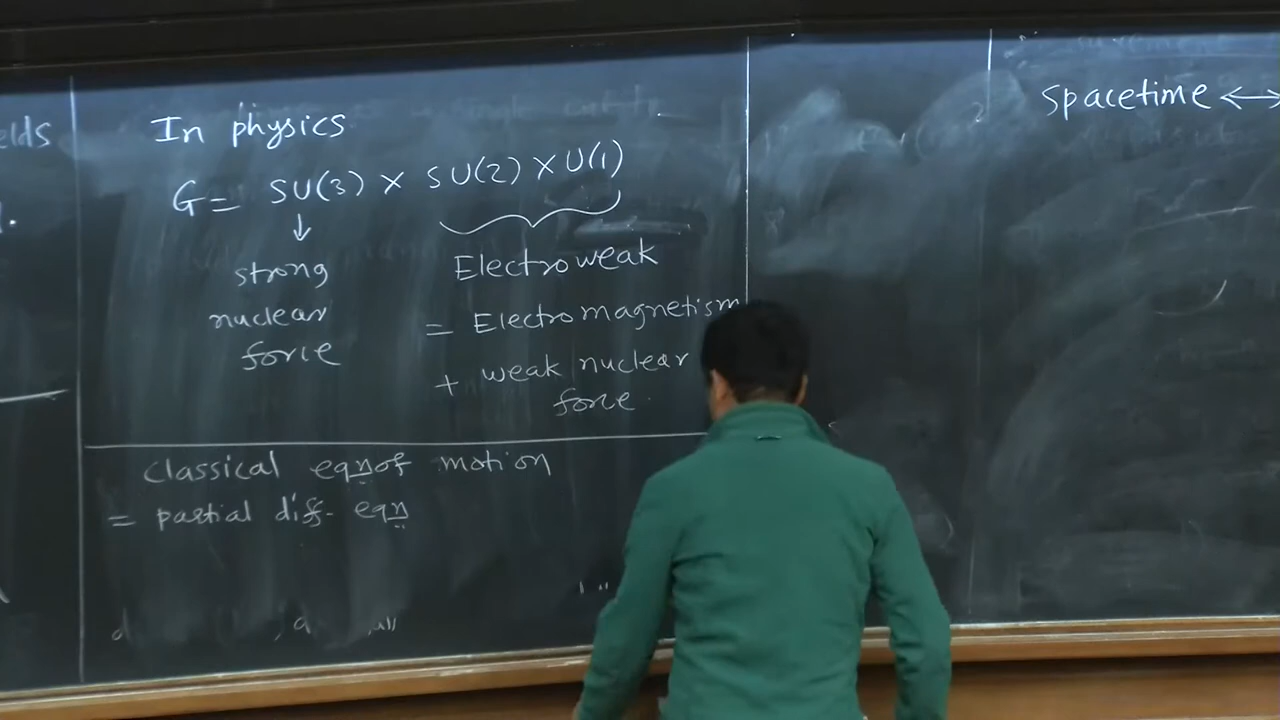 In physics
G = SU(3) × SU(2) × U(1)
↓
strong
nuclear
force
Electroweak
= Electromagnetism
+ weak nuclear
force.
classical eqn of motion
= partial diff. eqn
spacetime ↔